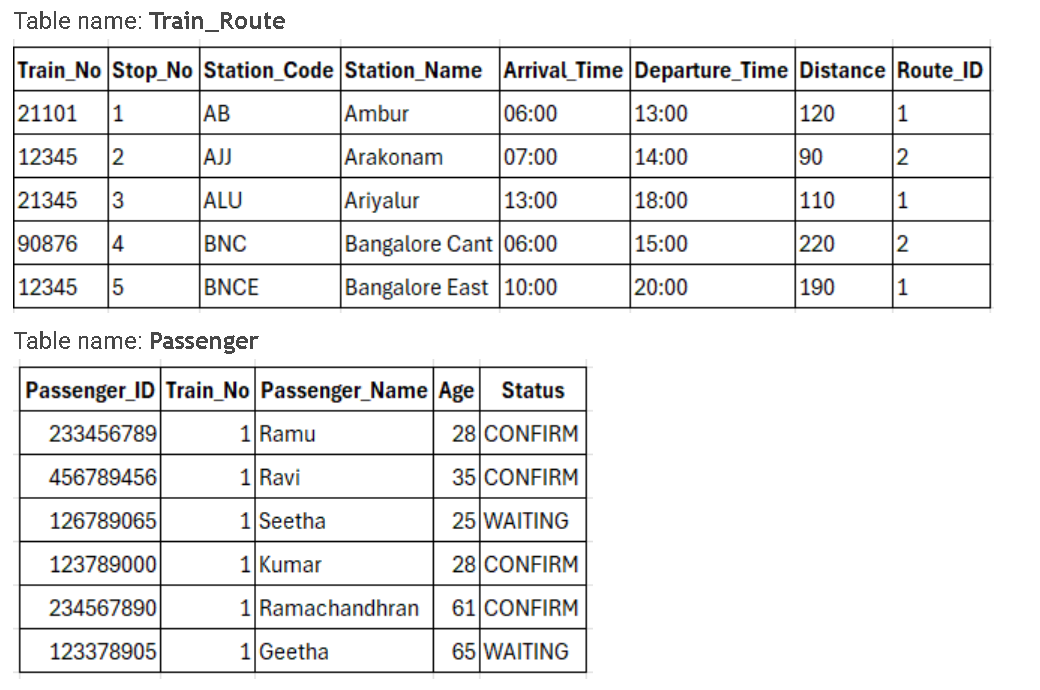 Table name: Train_Route
Train_No Stop_No Station_Code Station_Name Arrival_Time Departure_Time Distance Route_ID
21101 1 AB Ambur 06:00 13:00 120 1
12345 2 AJJ Arakonam 07:00 14:00 90 2
21345 3 ALU Ariyalur 13:00 18:00 110 1
90876 4 BNC Bangalore Cant 06:00 15:00 220 2
12345 5 BNCE Bangalore East 10:00 20:00 190 1
Table name: Passenger
Passenger_ID Train_No Passenger_Name Age Status
233456789 1 Ramu 28 CONFIRM
456789456 1 Ravi 35 CONFIRM
126789065 1 Seetha 25 WAITING
123789000 1 Kumar 28 CONFIRM
234567890 1 Ramachandhran 61 CONFIRM
123378905 1 Geetha 65 WAITING